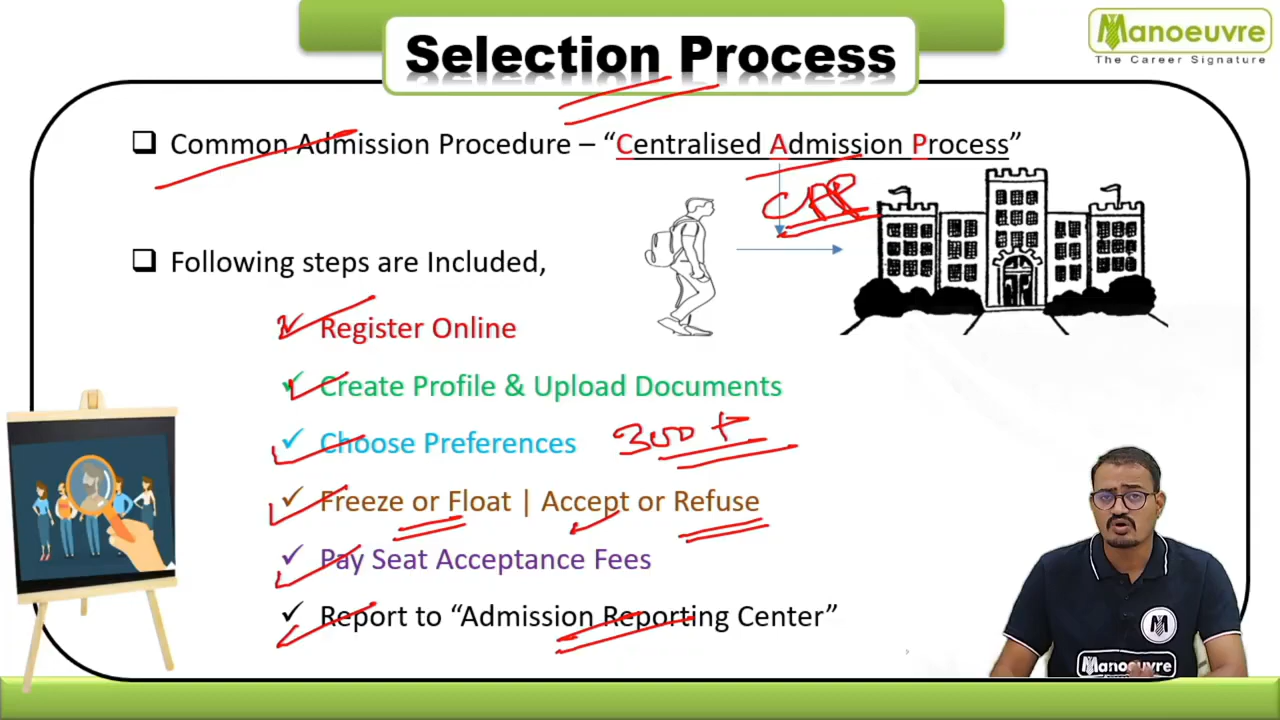 Selection Process
Manoeuvre
The Career Signature
Common Admission Procedure – “Centralised Admission Process”
CAP
Following steps are Included,
Register Online
Create Profile & Upload Documents
Choose Preferences 300+
Freeze or Float | Accept or Refuse
Pay Seat Acceptance Fees
Report to “Admission Reporting Center”
Manoeuvre